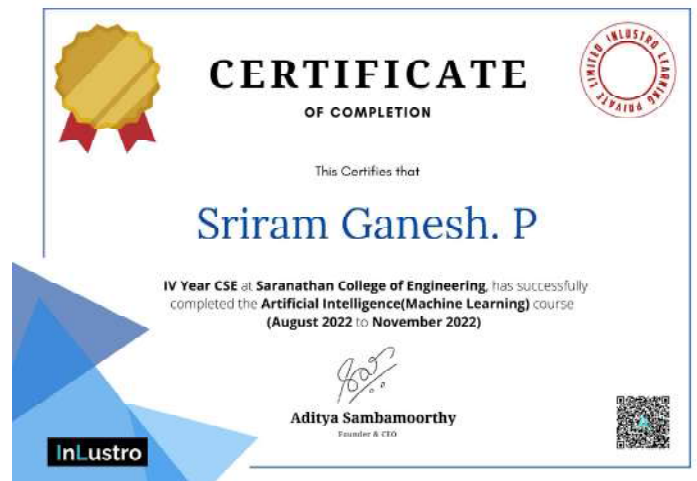 CERTIFICATE
OF COMPLETION
INLUSTRO LEARNING PRIVATE LIMITED
This Certifies that
Sriram Ganesh. P
IV Year CSE at Saranathan College of Engineering, has successfully
completed the Artificial Intelligence(Machine Learning) course
(August 2022 to November 2022)
Aditya Sambamoorthy
Founder & CTO
InLustro